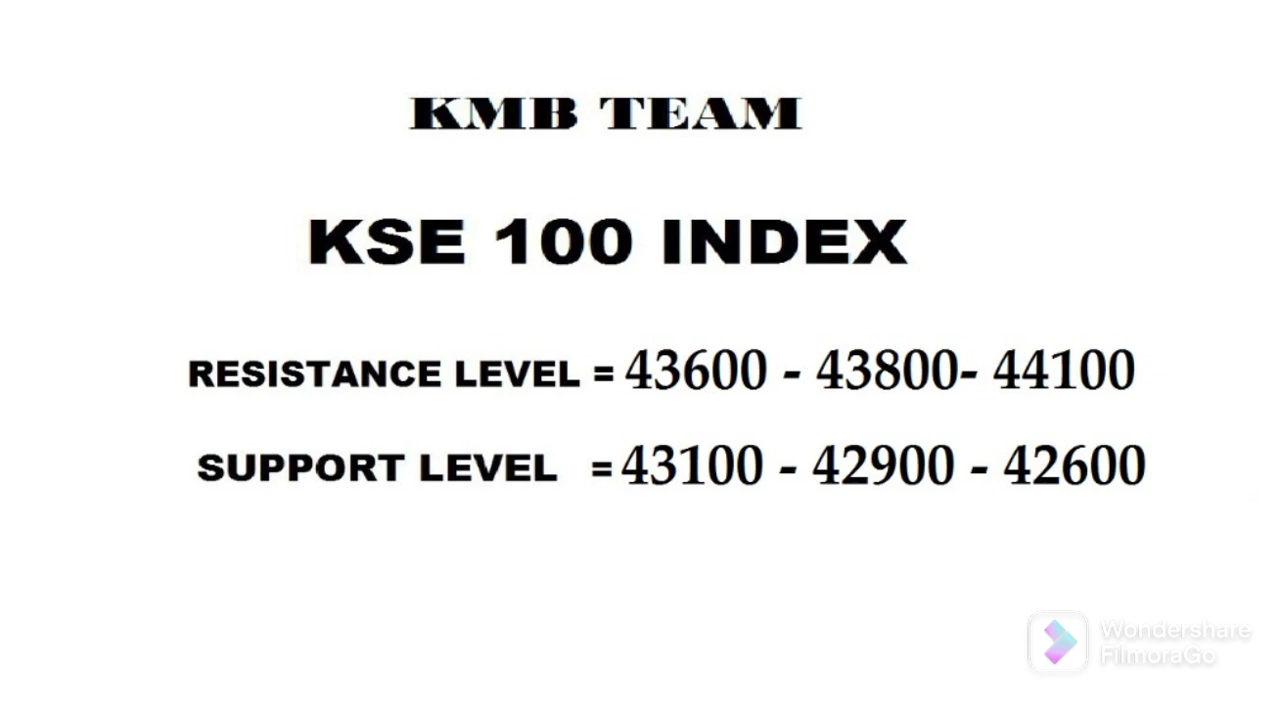 KMB TEAM
KSE 100 INDEX
RESISTANCE LEVEL = 43600 - 43800- 44100
SUPPORT LEVEL = 43100 - 42900 - 42600
Wondershare
FilmoraGo